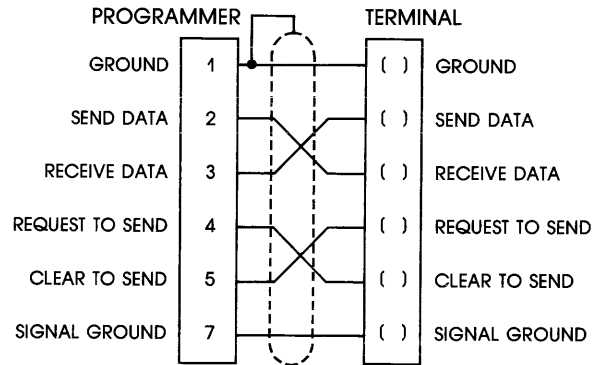 PROGRAMMER TERMINAL
GROUND 1 ( ) GROUND
SEND DATA 2 ( ) SEND DATA
RECEIVE DATA 3 ( ) RECEIVE DATA
REQUEST TO SEND 4 ( ) REQUEST TO SEND
CLEAR TO SEND 5 ( ) CLEAR TO SEND
SIGNAL GROUND 7 ( ) SIGNAL GROUND